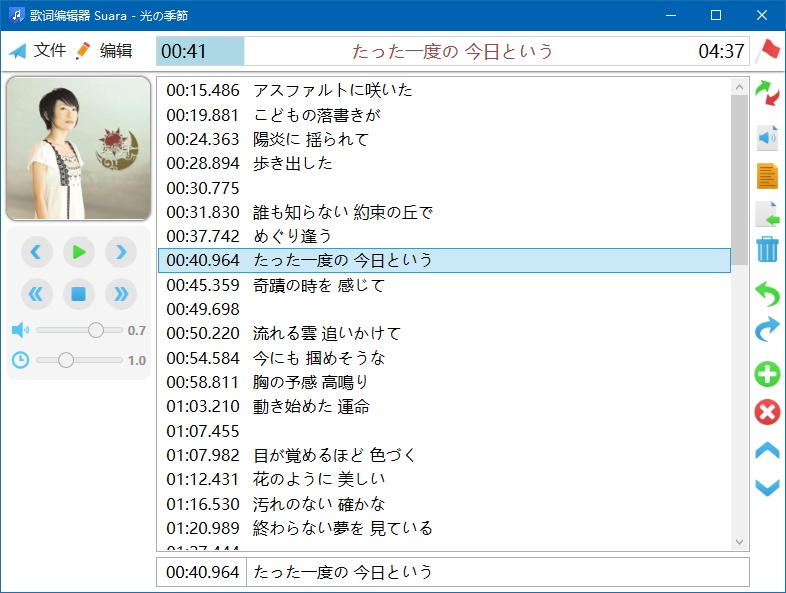 歌词编辑器 Suara - 光の季節
文件 编辑
00:41 たった一度の 今日という 04:37
00:15.486 アスファルトに咲いた
00:19.881 こどもの落書きが
00:24.363 陽炎に 揺られて
00:28.894 歩き出した
00:30.775
00:31.830 誰も知らない 約束の丘で
00:37.742 めぐり逢う
00:40.964 たった一度の 今日という
00:45.359 奇蹟の時を 感じて
00:49.698
00:50.220 流れる雲 追いかけて
00:54.584 今にも 掴めそうな
00:58.811 胸の予感 高鳴り
01:03.210 動き始めた 運命
01:07.455
01:07.982 目が覚めるほど 色づく
01:12.431 花のように 美しい
01:16.530 汚れのない 確かな
01:20.989 終わらない夢を 見ている
0.7
1.0
00:40.964 たった一度の 今日という